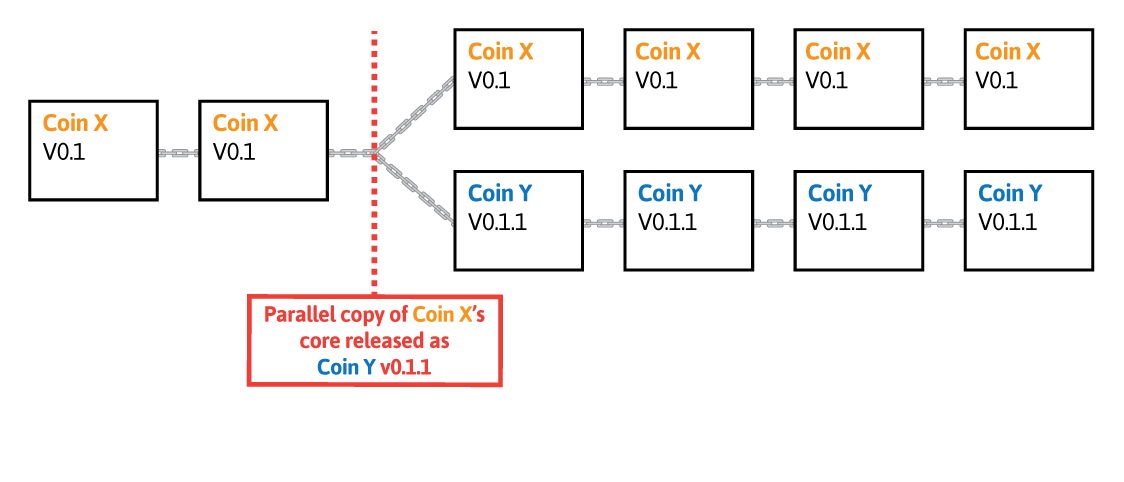 Coin X
V0.1
Coin X
V0.1
Coin X
V0.1
Coin X
V0.1
Coin X
V0.1
Coin X
V0.1
Coin Y
V0.1.1
Coin Y
V0.1.1
Coin Y
V0.1.1
Coin Y
V0.1.1
Parallel copy of Coin X's
core released as
Coin Y v0.1.1